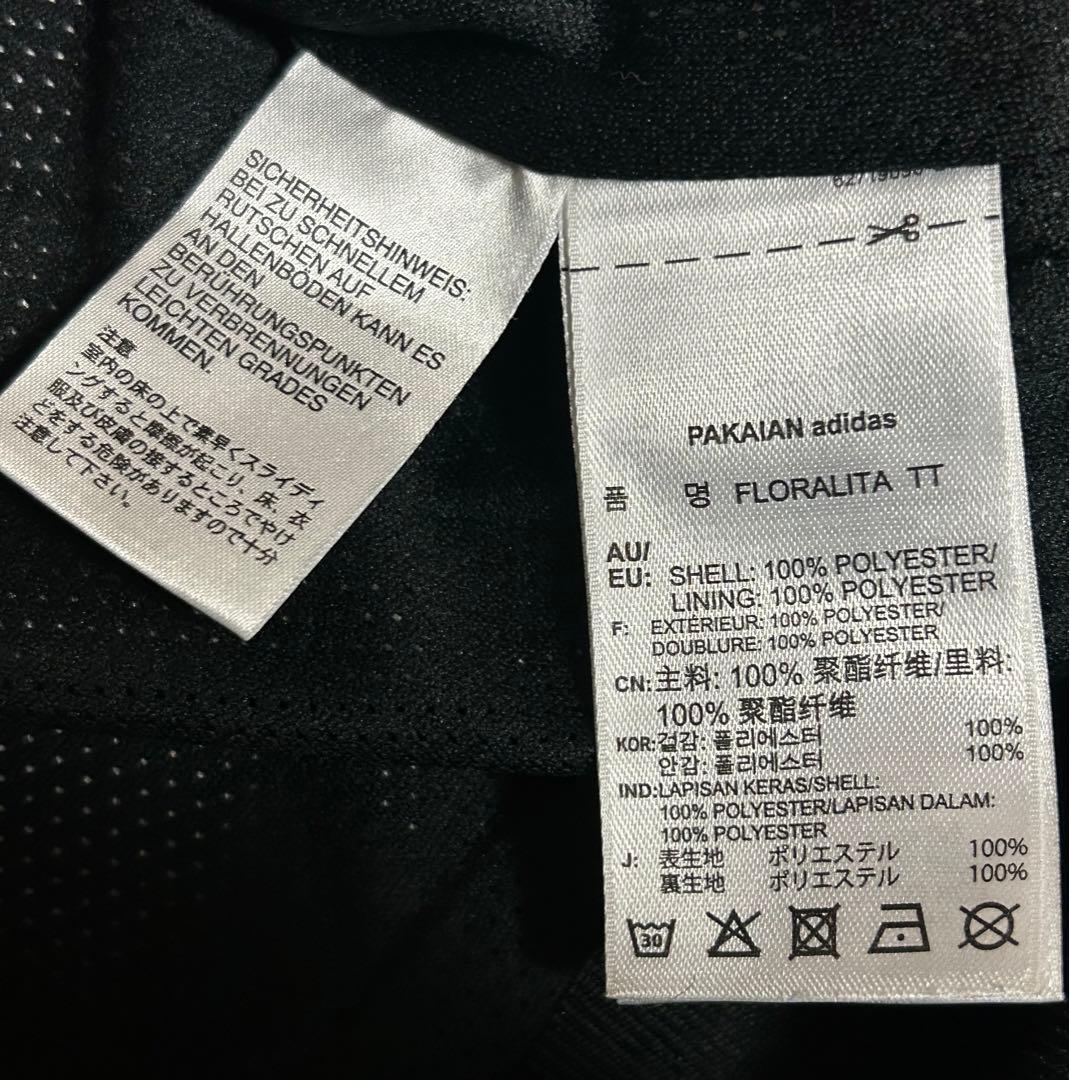 SICHERHEITSHINWEIS:
BEI ZU SCHNELLEM
RUTSCHEN AUF
HALLENBÖDEN KANN ES
AN DEN
BERÜHRUNGSPUNKTEN
ZU VERBRENNUNGEN
LEICHTEN GRADES
KOMMEN.
注意
室内の床の上で素早くスライディ
ングすると摩擦が起こり、床、衣
服及び皮膚の接するところでやけ
どをする危険がありますので十分
注意して下さい。
PAKAIAN adidas
품 명 FLORALITA TT
AU/
EU: SHELL: 100% POLYESTER/
LINING: 100% POLYESTER
F: EXTERIEUR: 100% POLYESTER/
DOUBLURE: 100% POLYESTER
CN: 主料: 100% 聚酯纤维/里料:
100% 聚酯纤维
KOR: 겉감: 폴리에스터 100%
안감: 폴리에스터 100%
IND: LAPISAN KERAS/SHELL:
100% POLYESTER/LAPISAN DALAM:
100% POLYESTER
J: 表生地 ポリエステル 100%
裏生地 ポリエステル 100%
30